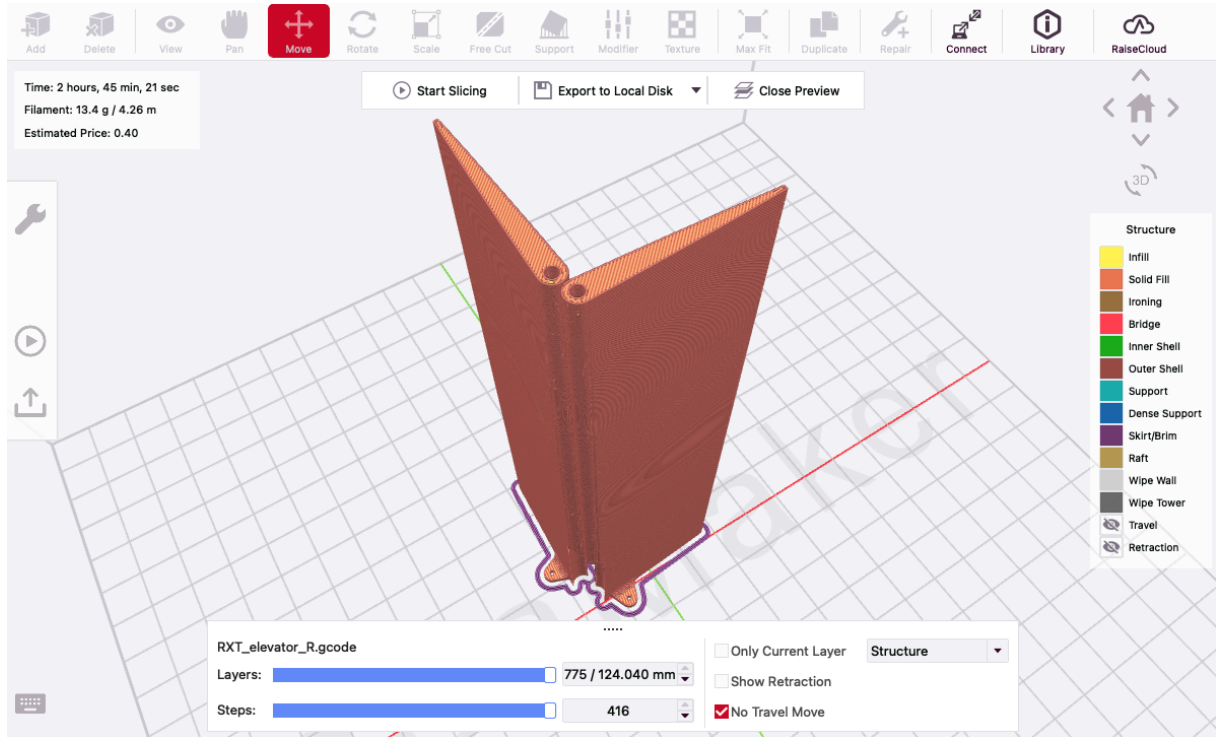 Add Delete View Pan Move Rotate Scale Free Cut Support Modifier Texture Max Fit Duplicate Repair Connect Library RaiseCloud
Time: 2 hours, 45 min, 21 sec
Filament: 13.4 g / 4.26 m
Estimated Price: 0.40
Start Slicing Export to Local Disk Close Preview
3D
Structure
Infill
Solid Fill
Ironing
Bridge
Inner Shell
Outer Shell
Support
Dense Support
Skirt/Brim
Raft
Wipe Wall
Wipe Tower
Travel
Retraction
RXT_elevator_R.gcode
Layers: 775 / 124.040 mm
Steps: 416
Only Current Layer Structure
Show Retraction
No Travel Move